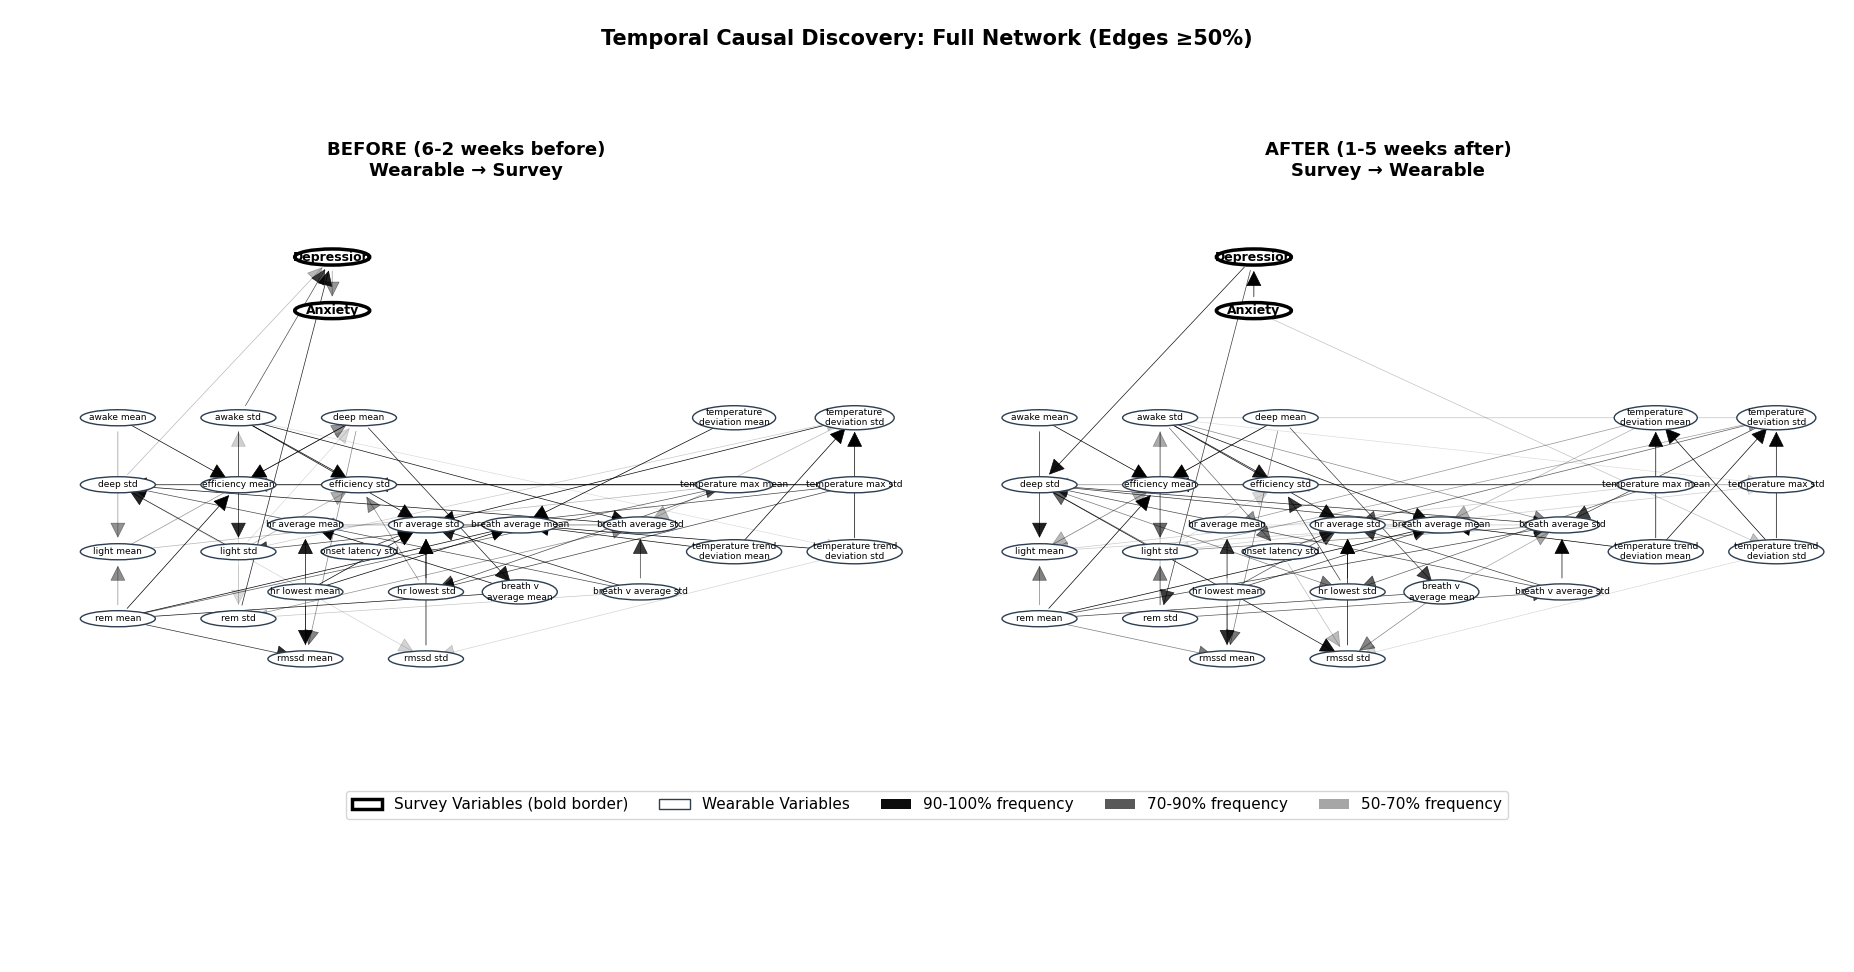 Temporal Causal Discovery: Full Network (Edges ≥50%)
BEFORE (6-2 weeks before)
Wearable → Survey
Depression
Anxiety
awake mean
awake std
deep mean
temperature
deviation mean
temperature
deviation std
deep std
efficiency mean
efficiency std
temperature max mean
temperature max std
hr average mean
hr average std
breath average mean
breath average std
light mean
light std
onset latency std
temperature trend
deviation mean
temperature trend
deviation std
hr lowest mean
hr lowest std
breath v
average mean
breath v average std
rem mean
rem std
rmssd mean
rmssd std
AFTER (1-5 weeks after)
Survey → Wearable
Depression
Anxiety
awake mean
awake std
deep mean
temperature
deviation mean
temperature
deviation std
deep std
efficiency mean
efficiency std
temperature max mean
temperature max std
hr average mean
hr average std
breath average mean
breath average std
light mean
light std
onset latency std
temperature trend
deviation mean
temperature trend
deviation std
hr lowest mean
hr lowest std
breath v
average mean
breath v average std
rem mean
rem std
rmssd mean
rmssd std
Survey Variables (bold border)
Wearable Variables
90-100% frequency
70-90% frequency
50-70% frequency